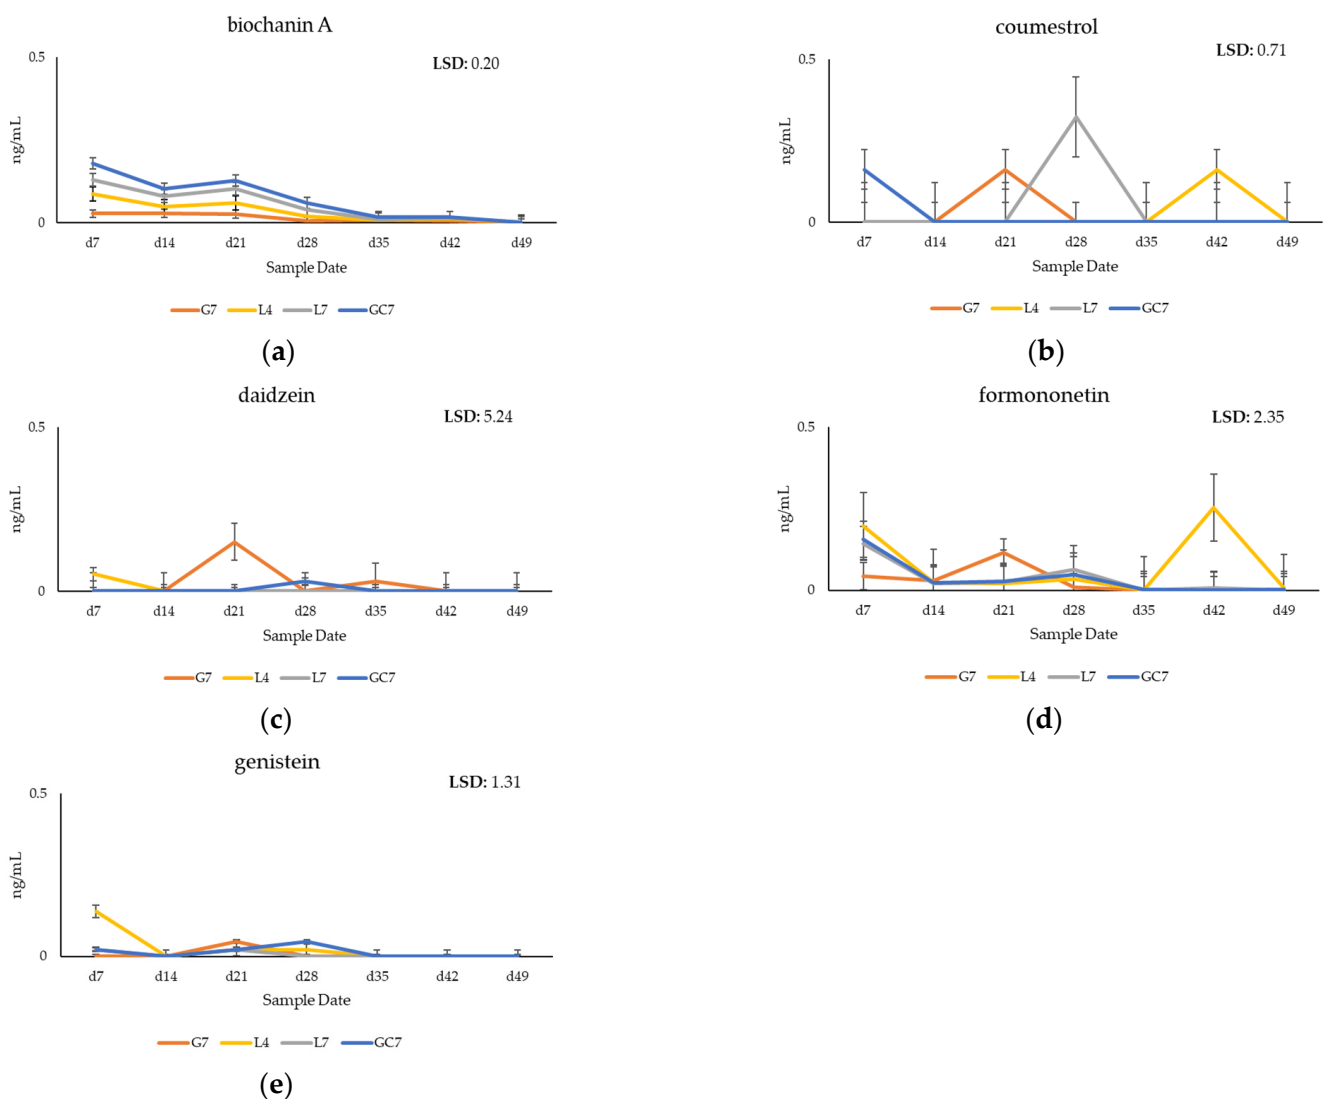 biochanin A
LSD: 0.20
0.5
ng/mL
0
d7 d14 d21 d28 d35 d42 d49
Sample Date
G7 L4 L7 GC7
(a)
coumestrol
LSD: 0.71
0.5
ng/mL
0
d7 d14 d21 d28 d35 d42 d49
Sample Date
G7 L4 L7 GC7
(b)
daidzein
LSD: 5.24
0.5
ng/mL
0
d7 d14 d21 d28 d35 d42 d49
Sample Date
G7 L4 L7 GC7
(c)
formononetin
LSD: 2.35
0.5
ng/mL
0
d7 d14 d21 d28 d35 d42 d49
Sample Date
G7 L4 L7 GC7
(d)
genistein
LSD: 1.31
0.5
ng/mL
0
d7 d14 d21 d28 d35 d42 d49
Sample Date
G7 L4 L7 GC7
(e)